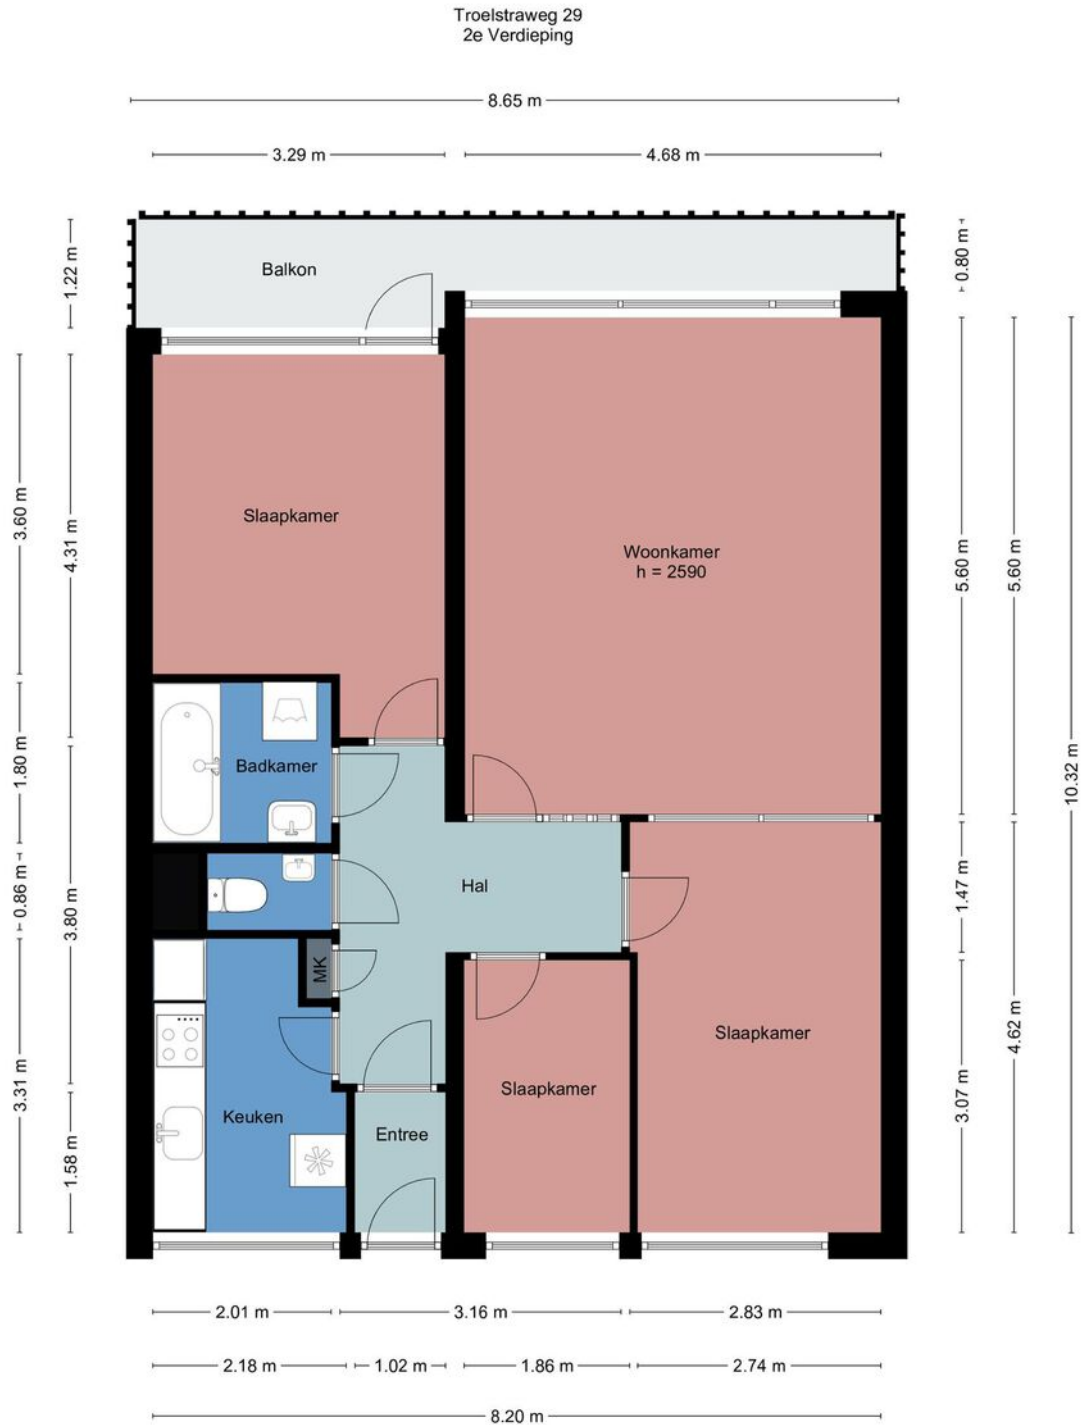 Troelstraweg 29
2e Verdieping
8.65 m
3.29 m
4.68 m
1.22 m
Balkon
0.80 m
3.60 m
4.31 m
Slaapkamer
Woonkamer
h = 2590
5.60 m
5.60 m
10.32 m
1.80 m
Badkamer
0.86 m
3.80 m
Hal
1.47 m
MK
3.31 m
Slaapkamer
4.62 m
Slaapkamer
3.07 m
Keuken
Entree
1.58 m
2.01 m
3.16 m
2.83 m
2.18 m
1.02 m
1.86 m
2.74 m
8.20 m